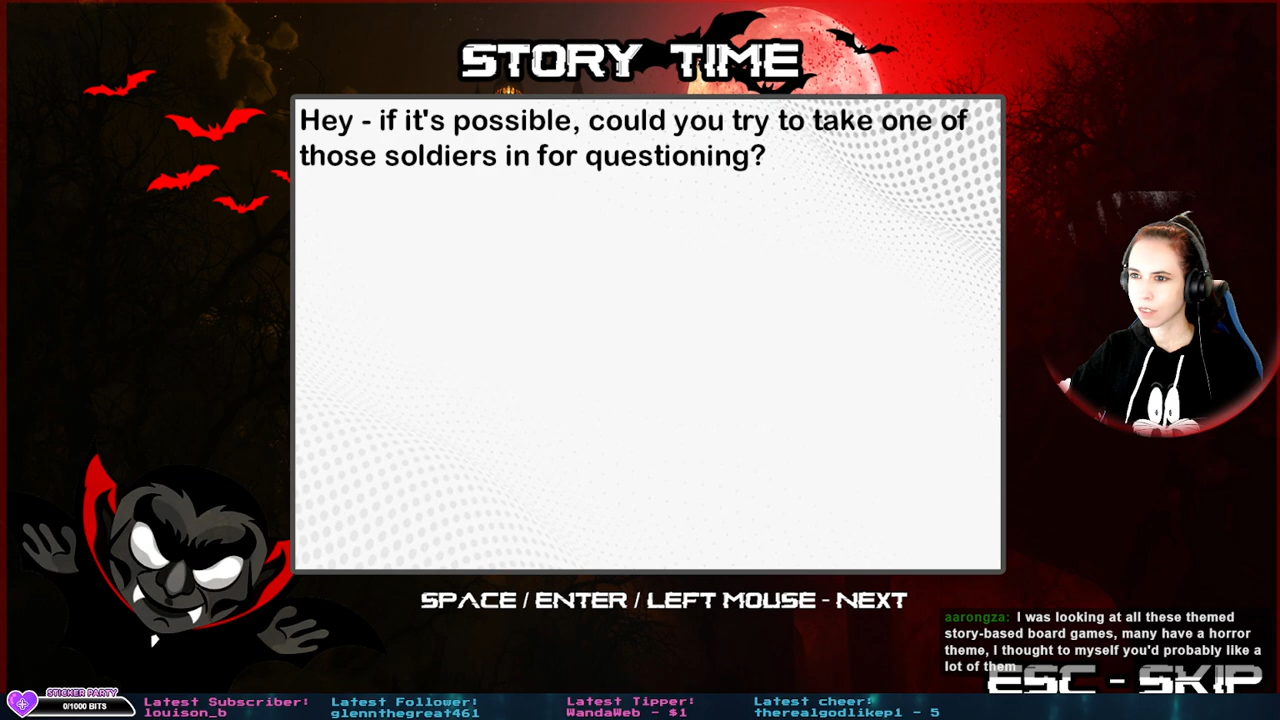 STORY TIME
Hey - if it's possible, could you try to take one of
those soldiers in for questioning?
SPACE / ENTER / LEFT MOUSE - NEXT
aarongza: I was looking at all these themed
story-based board games, many have a horror
theme, I thought to myself you'd probably like a
lot of them
ESC - SKIP
STICKER PARTY
0/1000 BITS
Latest Subscriber:
louison_b
Latest Follower:
glennthegreat461
Latest Tipper:
WandaWeb - $1
Latest cheer:
therealgodlikep1 - 5